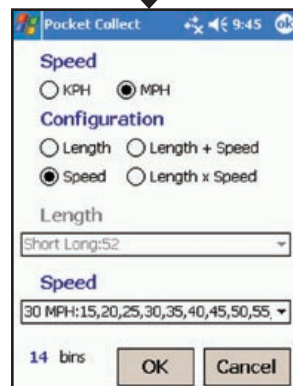 Pocket Collect 9:45 ok
Speed
KPH MPH
Configuration
Length Length + Speed
Speed Length x Speed
Length
Short Long:52
Speed
30 MPH:15,20,25,30,35,40,45,50,55,
14 bins OK Cancel